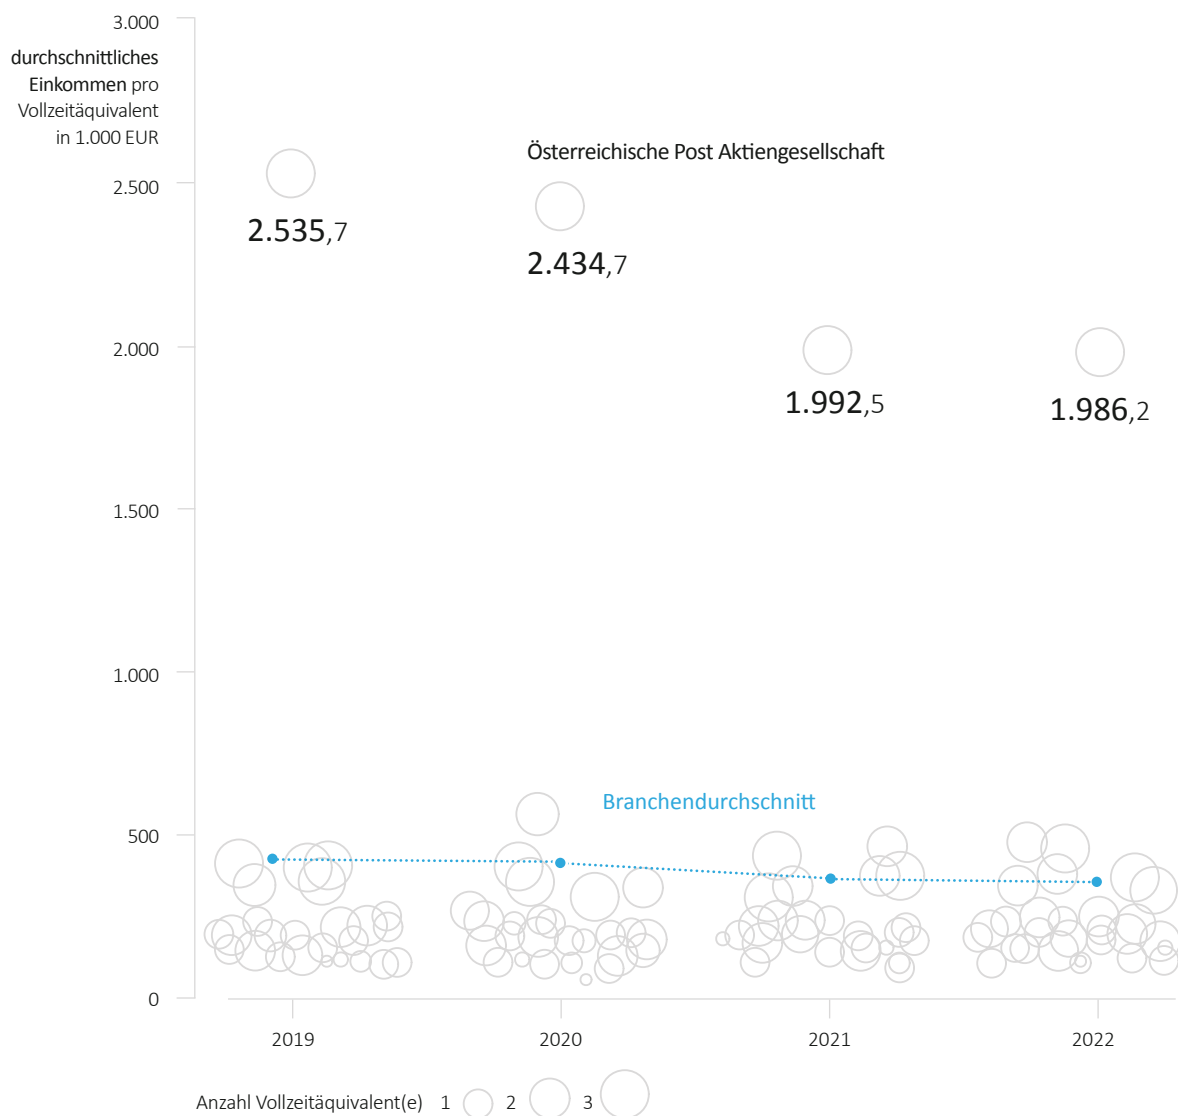 3.000
durchschnittliches
Einkommen pro
Vollzeitäquivalent
in 1.000 EUR
Österreichische Post Aktiengesellschaft
2.500
2.535,7
2.434,7
2.000
1.992,5
1.986,2
1.500
1.000
Branchendurchschnitt
500
0
2019 2020 2021 2022
Anzahl Vollzeitäquivalent(e) 1 2 3